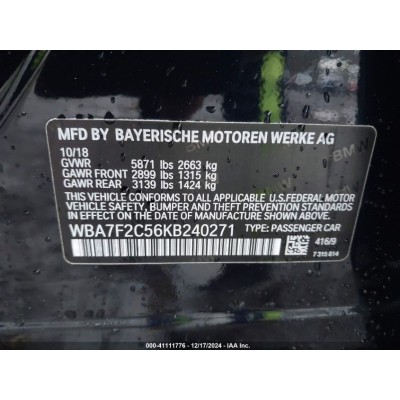 MFD BY BAYERISCHE MOTOREN WERKE AG
10/18
GVWR 5871 lbs 2663 kg
GAWR FRONT 2899 lbs 1315 kg
GAWR REAR 3139 lbs 1424 kg
THIS VEHICLE CONFORMS TO ALL APPLICABLE U.S.FEDERAL MOTOR
VEHICLE SAFETY, BUMPER, AND THEFT PREVENTION STANDARDS
IN EFFECT ON THE DATE OF MANUFACTURE SHOWN ABOVE.
WBA7F2C56KB240271 TYPE: PASSENGER CAR
416/9
7 315 614
000-41111776 - 12/17/2024 - IAA Inc.